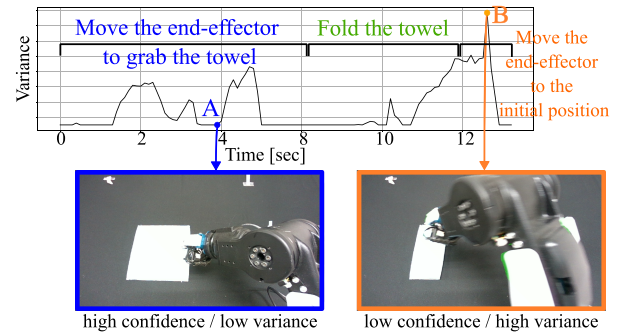 Move the end-effector
to grab the towel
Fold the towel
B
Move the
end-effector
to the
initial position
Variance
A
0 2 4 6 8 10 12
Time [sec]
high confidence / low variance
low confidence / high variance